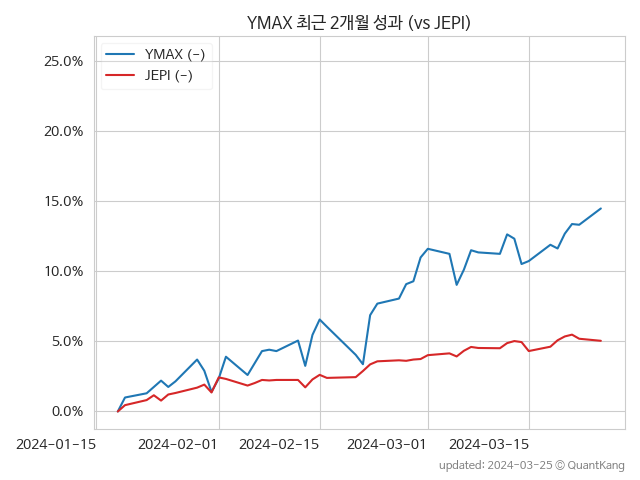 YMAX 최근 2개월 성과 (vs JEPI)
YMAX (-)
JEPI (-)
25.0%
20.0%
15.0%
10.0%
5.0%
0.0%
2024-01-15 2024-02-01 2024-02-15 2024-03-01 2024-03-15
updated: 2024-03-25 © QuantKang